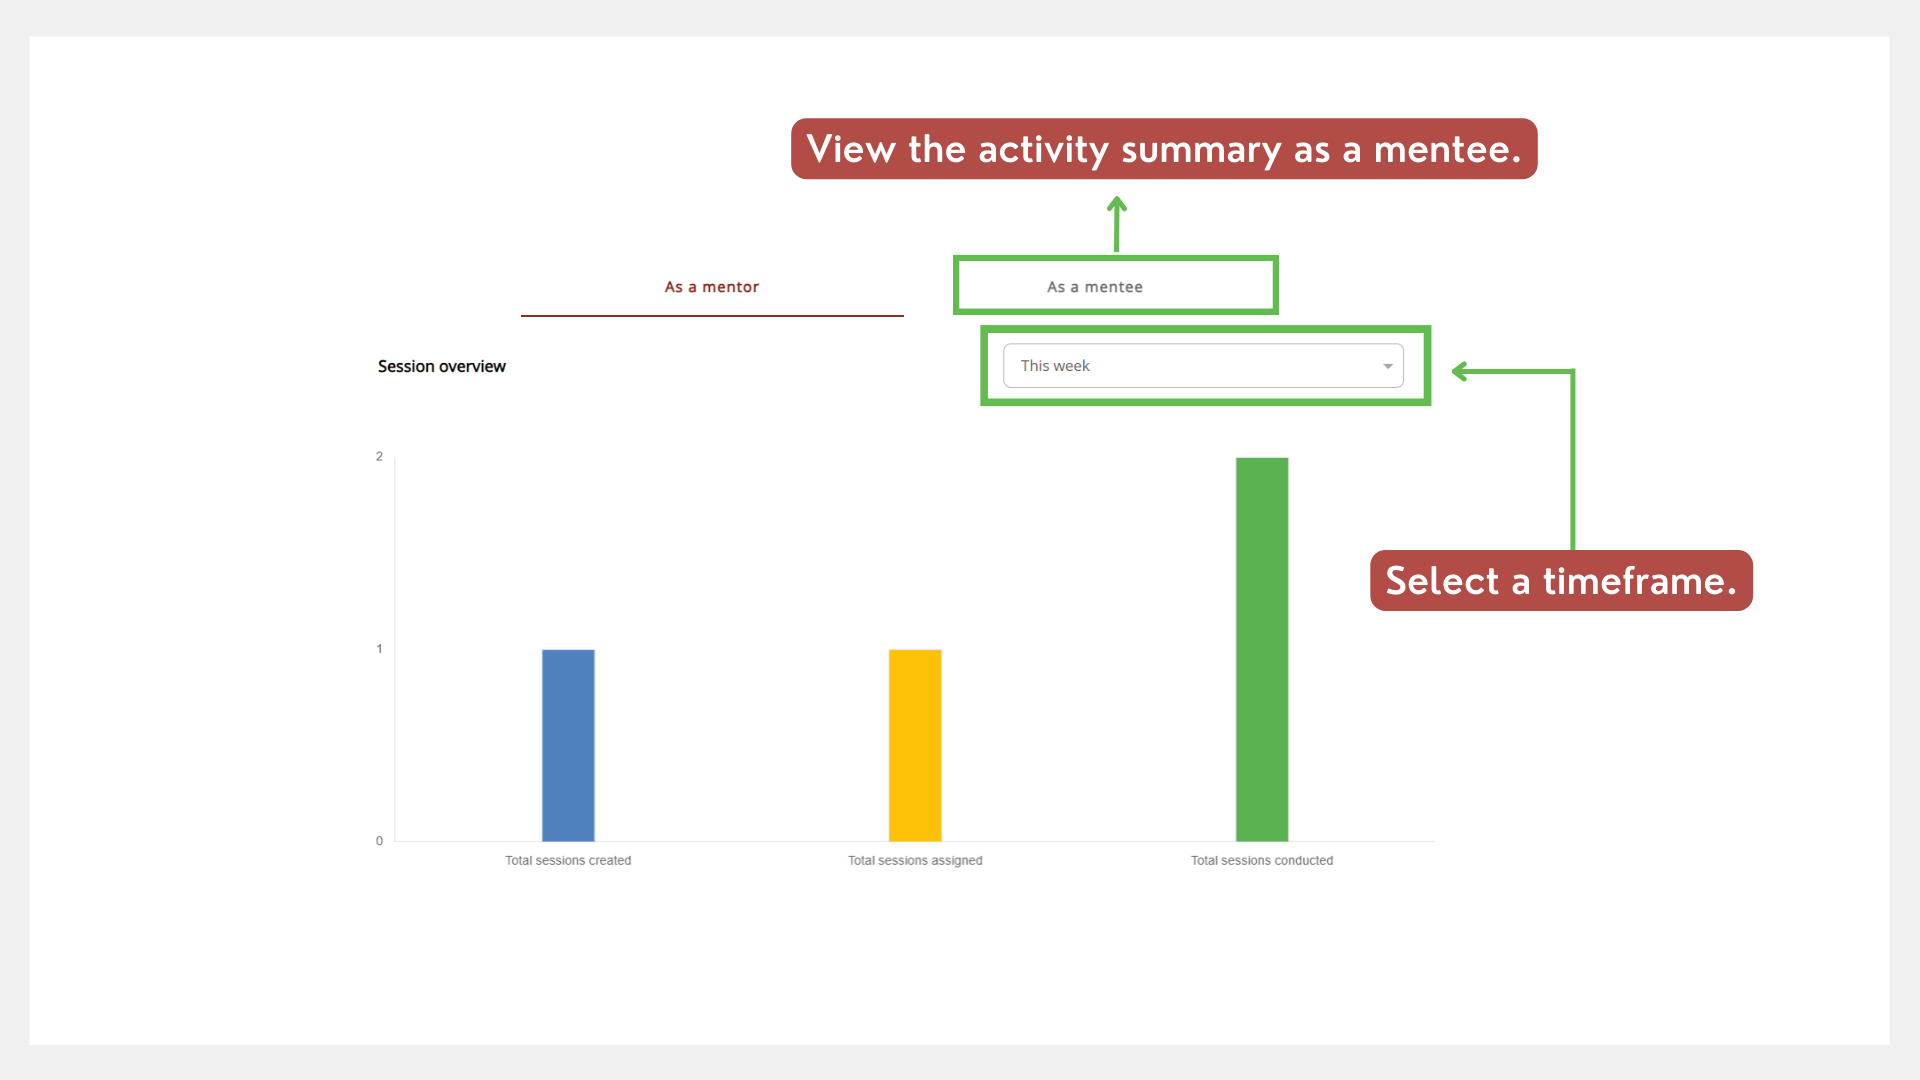 View the activity summary as a mentee.
As a mentor
As a mentee
Session overview
This week
2
1
0
Select a timeframe.
Total sessions created
Total sessions assigned
Total sessions conducted